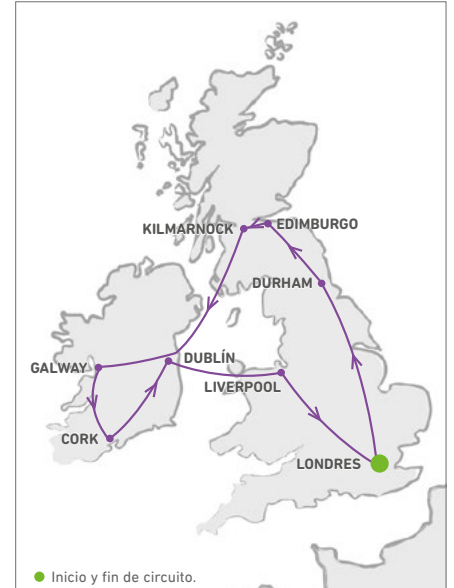 EDIMBURGO
KILMARNOCK
DURHAM
DUBLÍN
GALWAY
LIVERPOOL
CORK
LONDRES
Inicio y fin de circuito.